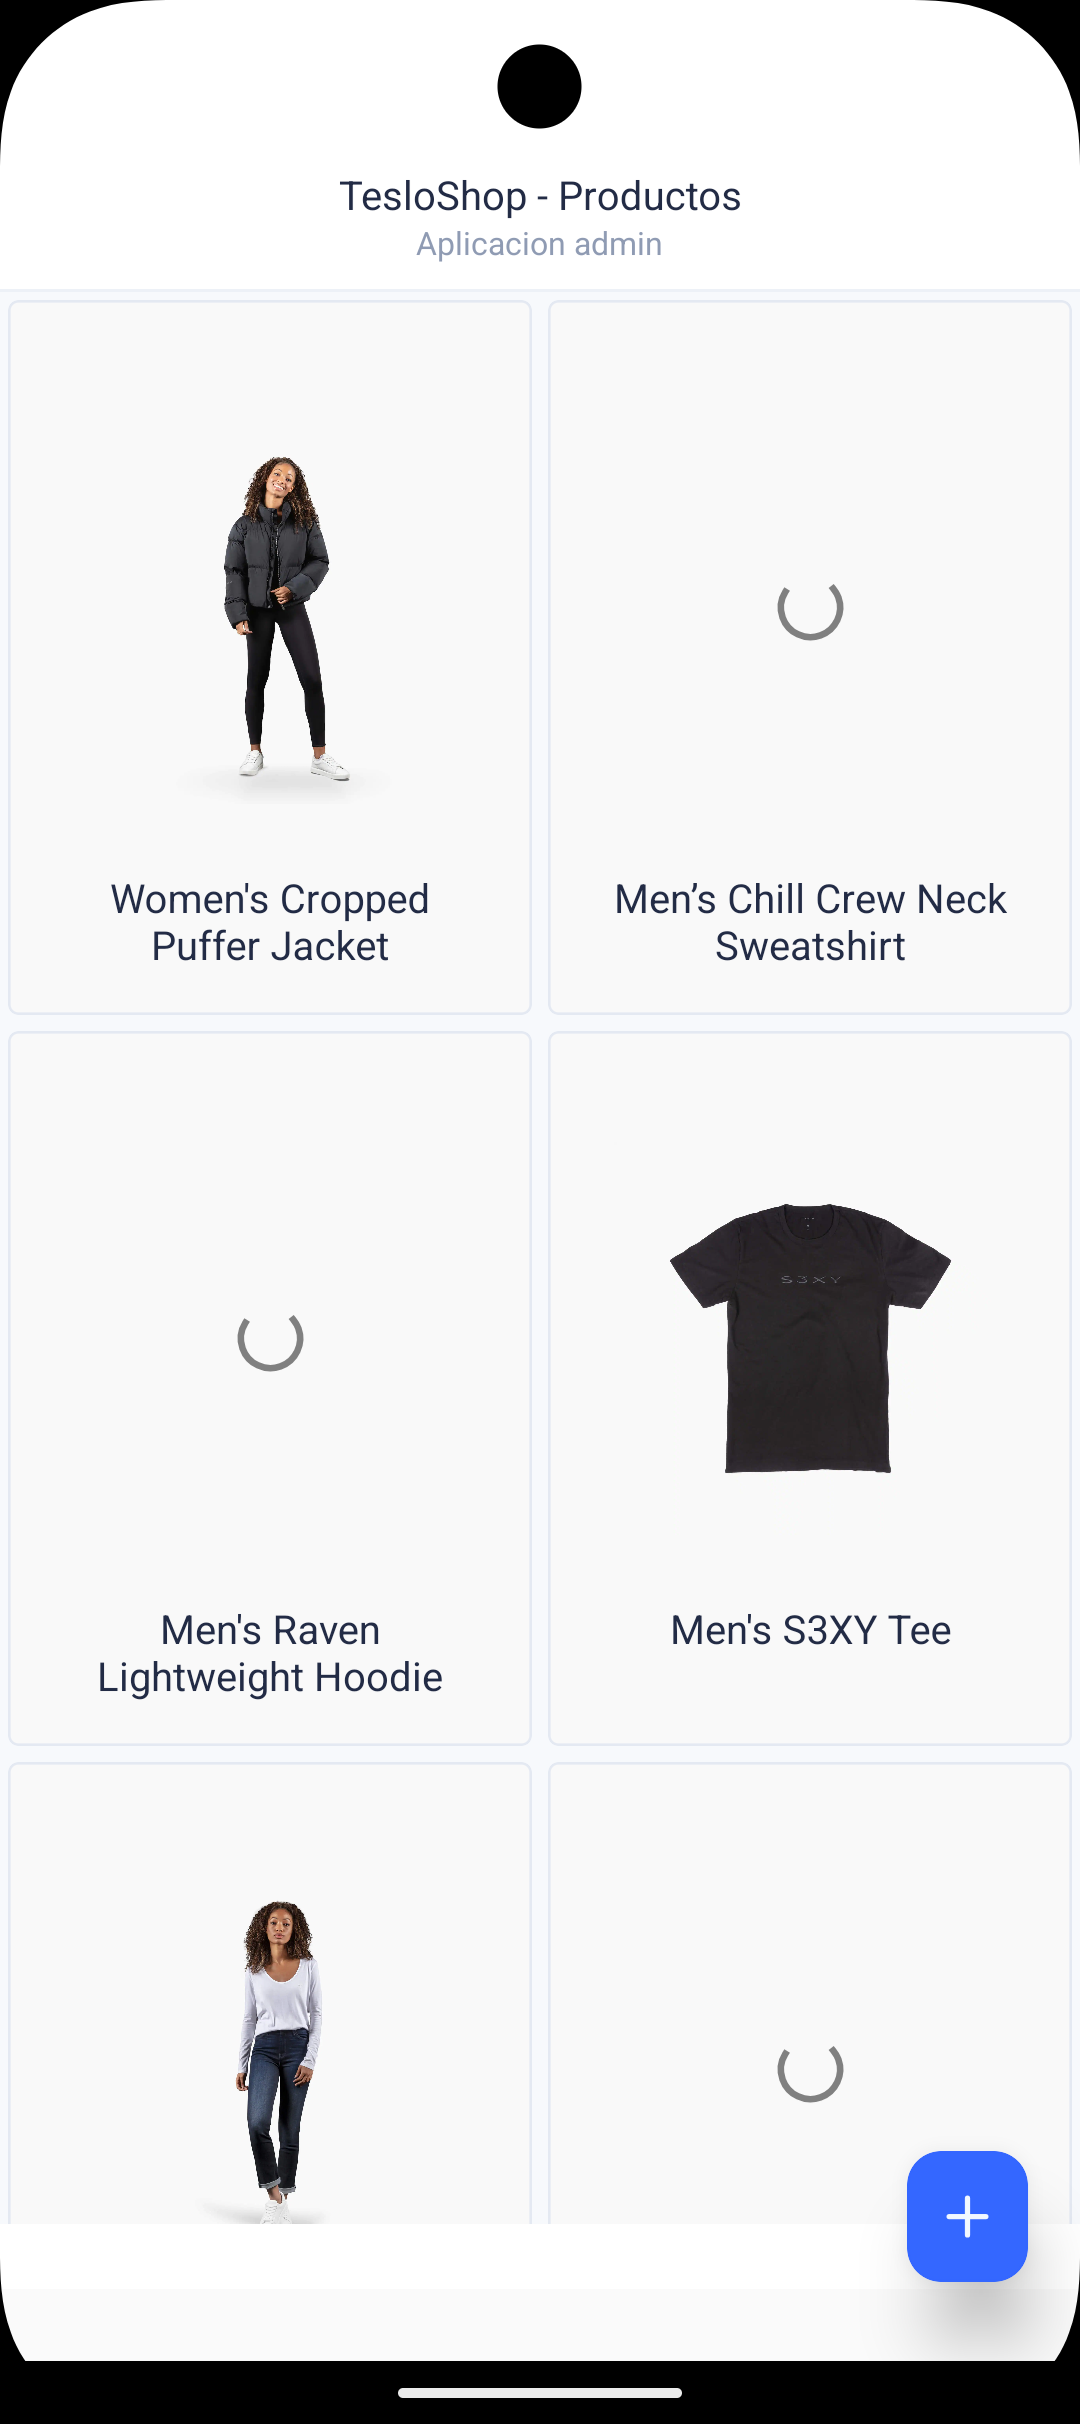 TesloShop - Productos
Aplicacion admin
Women's Cropped
Puffer Jacket
Men’s Chill Crew Neck
Sweatshirt
S3XY
Men's Raven
Lightweight Hoodie
Men's S3XY Tee